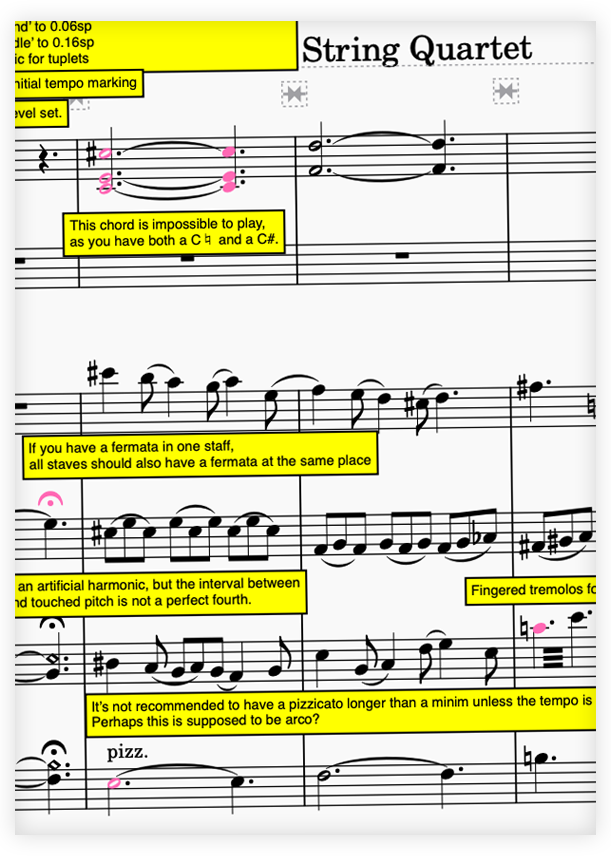 nd’ to 0.06sp
dle’ to 0.16sp
ic for tuplets
String Quartet
nitial tempo marking
evel set.
This chord is impossible to play,
as you have both a C♮ and a C#.
If you have a fermata in one staff,
all staves should also have a fermata at the same place
an artificial harmonic, but the interval between
nd touched pitch is not a perfect fourth.
Fingered tremolos fo
It’s not recommended to have a pizzicato longer than a minim unless the tempo is
Perhaps this is supposed to be arco?
pizz.